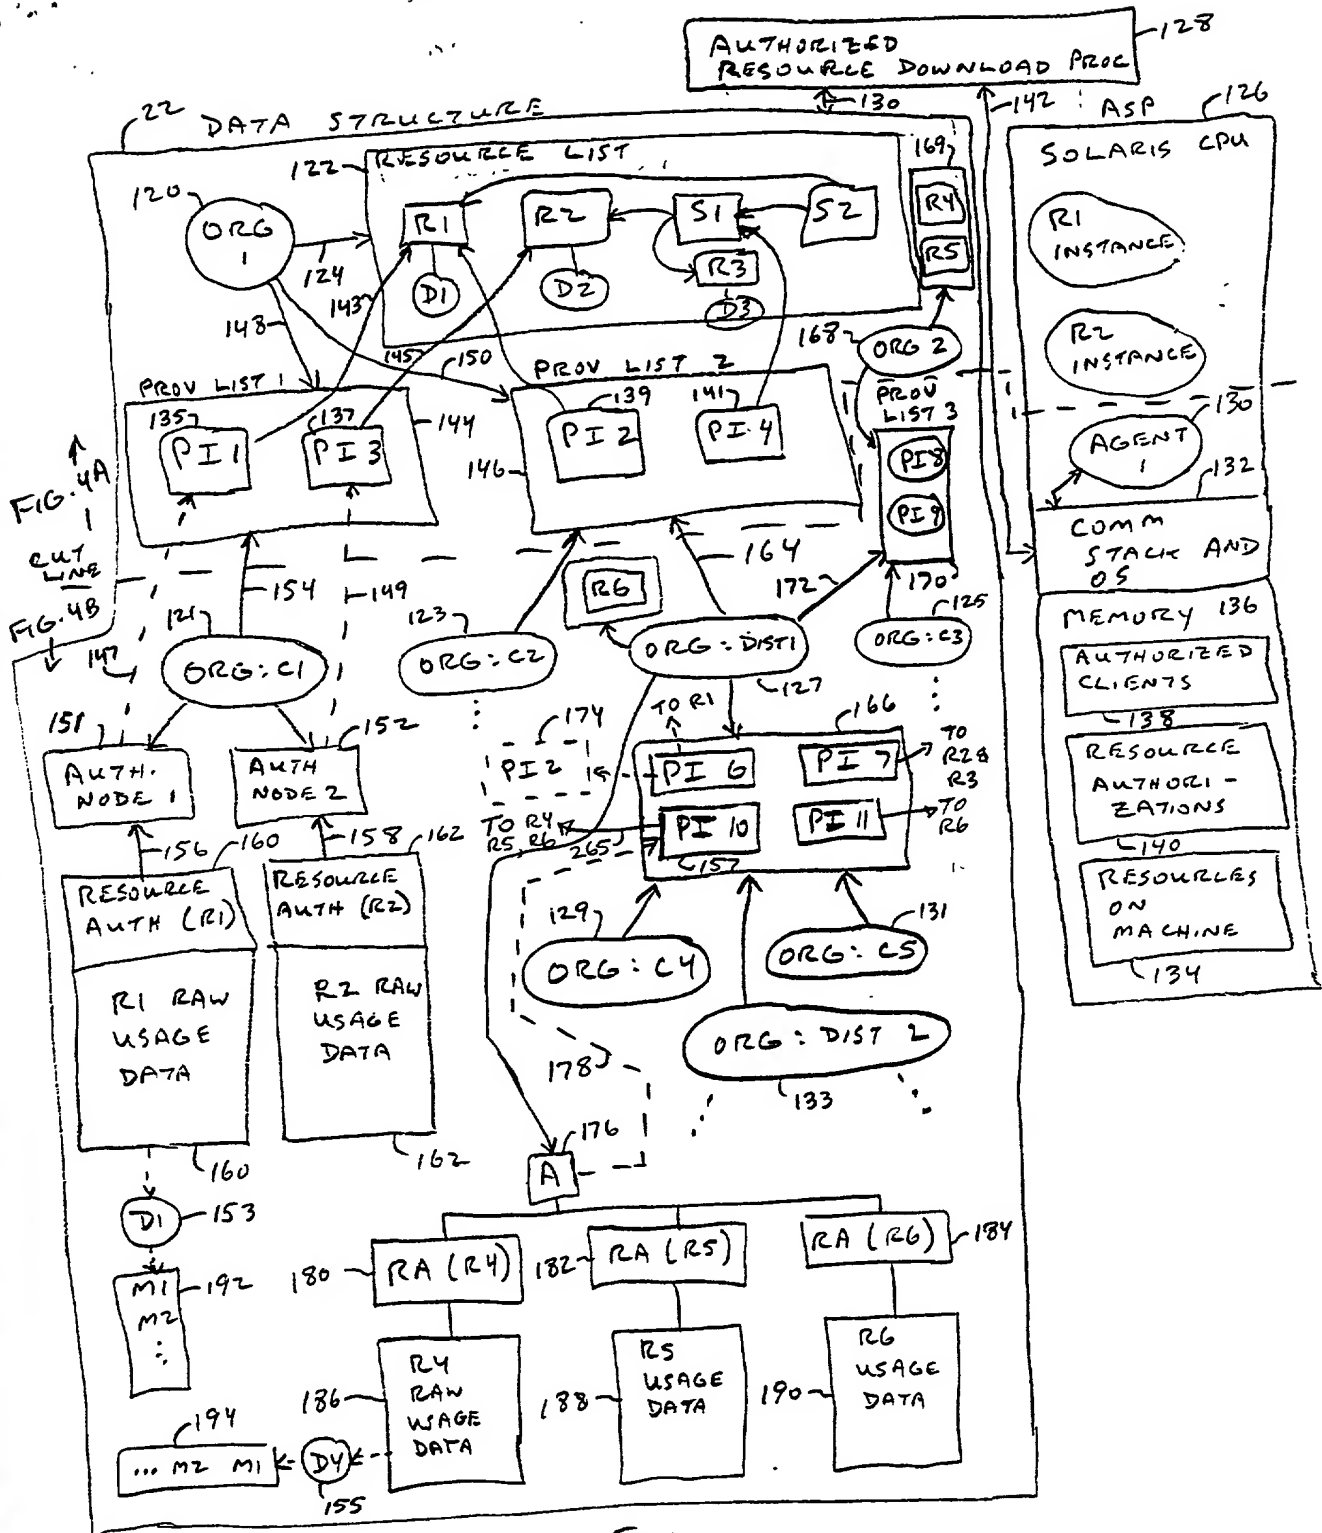 AUTHORIZED
RESOURCE DOWNLOAD PROC
128
130
142
ASP
126
22
DATA STRUCTURE
122
RESOURCE LIST
169
SOLARIS CPU
120
ORG
1
124
R1
R2
S1
S2
R3
D1
D2
D3
R4
R5
R1
INSTANCE
R2
INSTANCE
148
143
145
150
168
ORG 2
PROV LIST 1
PROV LIST 2
PROV
LIST 3
135
PI 1
137
PI 3
144
139
PI 2
141
PI 4
146
PI 8
PI 9
130
AGENT
1
132
COMM
STACK AND
OS
FIG. 4A
CUT
LINE
FIG. 4B
154
149
R6
164
172
170
147
121
ORG: C1
123
ORG: C2
ORG: DIST1
127
125
ORG: C3
MEMORY 136
AUTHORIZED
CLIENTS
138
RESOURCE
AUTHORI-
ZATIONS
140
RESOURCES
ON
MACHINE
134
151
AUTH.
NODE 1
152
AUTH
NODE 2
174
PI 2
TO R1
166
PI 6
PI 7
TO
R2 &
R3
PI 10
PI 11
TO
R6
TO R4
R5, R6
265
157
156
160
158
162
RESOURCE
AUTH (R1)
RESOURCE
AUTH (R2)
R1 RAW
USAGE
DATA
R2 RAW
USAGE
DATA
129
ORG: C4
131
ORG: C5
ORG: DIST 2
133
178
160
162
176
A
D1
153
M1
M2
⋮
192
180
RA (R4)
182
RA (R5)
RA (R6)
184
186
R4
RAW
USAGE
DATA
188
R5
USAGE
DATA
190
R6
USAGE
DATA
194
... M2 M1
D4
155